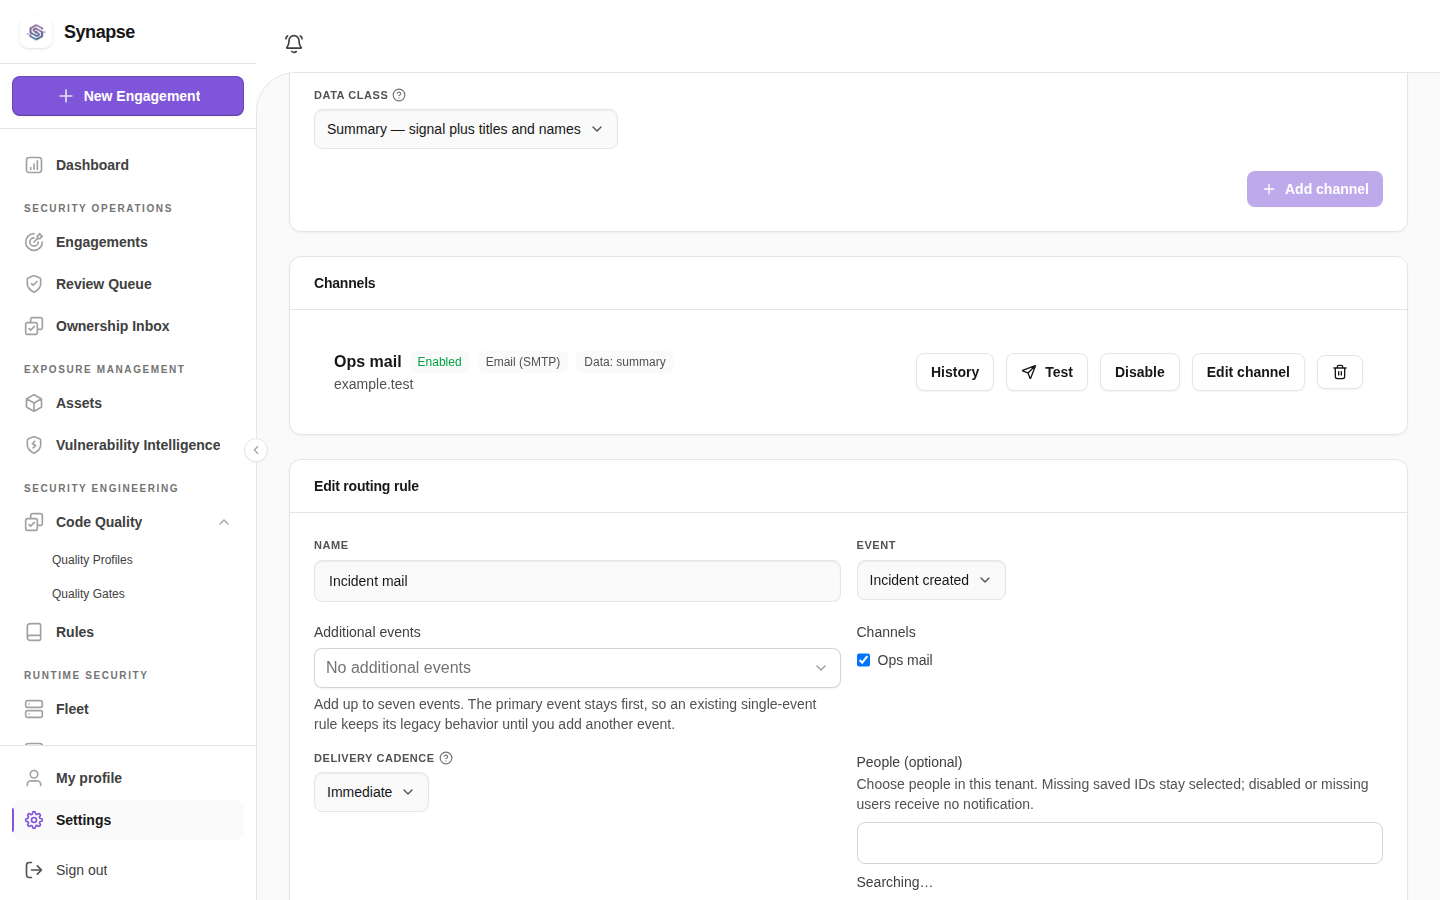 Synapse
New Engagement
Dashboard
SECURITY OPERATIONS
Engagements
Review Queue
Ownership Inbox
EXPOSURE MANAGEMENT
Assets
Vulnerability Intelligence
SECURITY ENGINEERING
Code Quality
Quality Profiles
Quality Gates
Rules
RUNTIME SECURITY
Fleet
My profile
Settings
Sign out
DATA CLASS
Summary — signal plus titles and names
Add channel
Channels
Ops mail Enabled Email (SMTP) Data: summary
example.test
History Test Disable Edit channel
Edit routing rule
NAME
Incident mail
EVENT
Incident created
Additional events
No additional events
Add up to seven events. The primary event stays first, so an existing single-event
rule keeps its legacy behavior until you add another event.
Channels
Ops mail
DELIVERY CADENCE
Immediate
People (optional)
Choose people in this tenant. Missing saved IDs stay selected; disabled or missing
users receive no notification.
Searching…